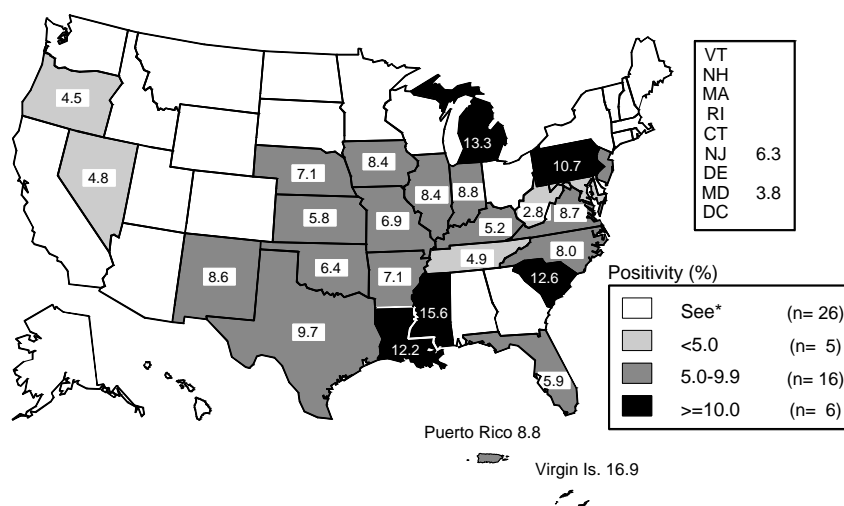 VT
NH
MA
RI
CT
NJ 6.3
DE
MD 3.8
DC
4.5
4.8
7.1
8.4
13.3
10.7
8.4
8.8
5.8
6.9
2.8
8.7
5.2
8.0
4.9
8.6
6.4
7.1
12.6
15.6
9.7
12.2
5.9
Positivity (%)
See* (n= 26)
<5.0 (n= 5)
5.0-9.9 (n= 16)
>=10.0 (n= 6)
Puerto Rico 8.8
Virgin Is. 16.9